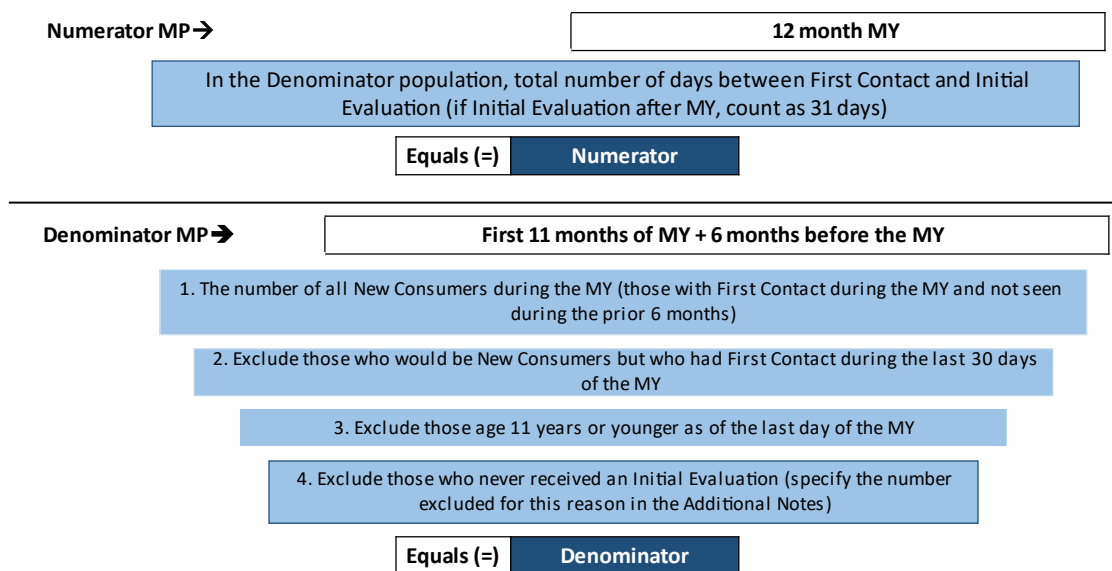 Numerator MP→
12 month MY
In the Denominator population, total number of days between First Contact and Initial
Evaluation (if Initial Evaluation after MY, count as 31 days)
Equals (=)
Numerator
Denominator MP→
First 11 months of MY + 6 months before the MY
1. The number of all New Consumers during the MY (those with First Contact during the MY and not seen
during the prior 6 months)
2. Exclude those who would be New Consumers but who had First Contact during the last 30 days
of the MY
3. Exclude those age 11 years or younger as of the last day of the MY
4. Exclude those who never received an Initial Evaluation (specify the number
excluded for this reason in the Additional Notes)
Equals (=)
Denominator